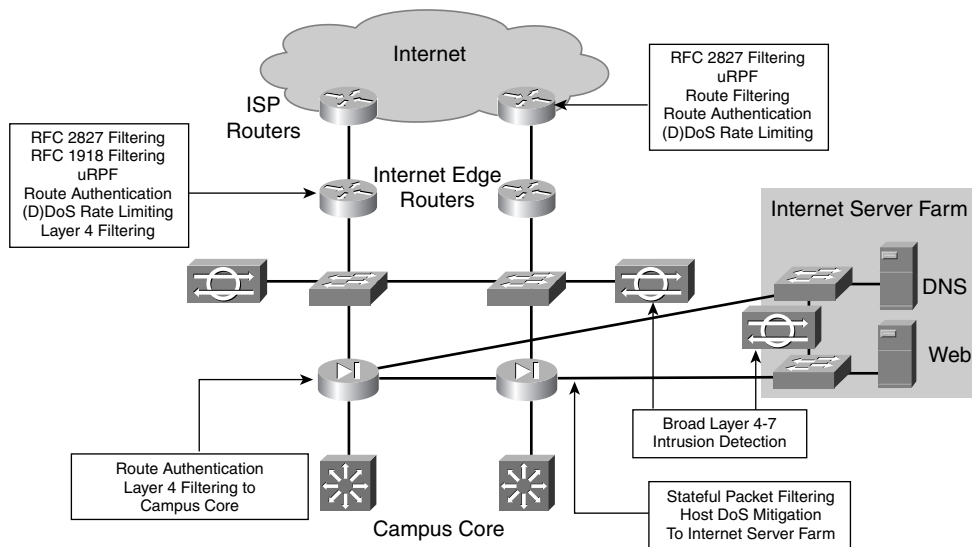 Internet
RFC 2827 Filtering
uRPF
Route Filtering
Route Authentication
(D)DoS Rate Limiting
ISP
Routers
RFC 2827 Filtering
RFC 1918 Filtering
uRPF
Route Authentication
(D)DoS Rate Limiting
Layer 4 Filtering
Internet Edge
Routers
Internet Server Farm
DNS
Web
Broad Layer 4-7
Intrusion Detection
Route Authentication
Layer 4 Filtering to
Campus Core
Stateful Packet Filtering
Host DoS Mitigation
To Internet Server Farm
Campus Core